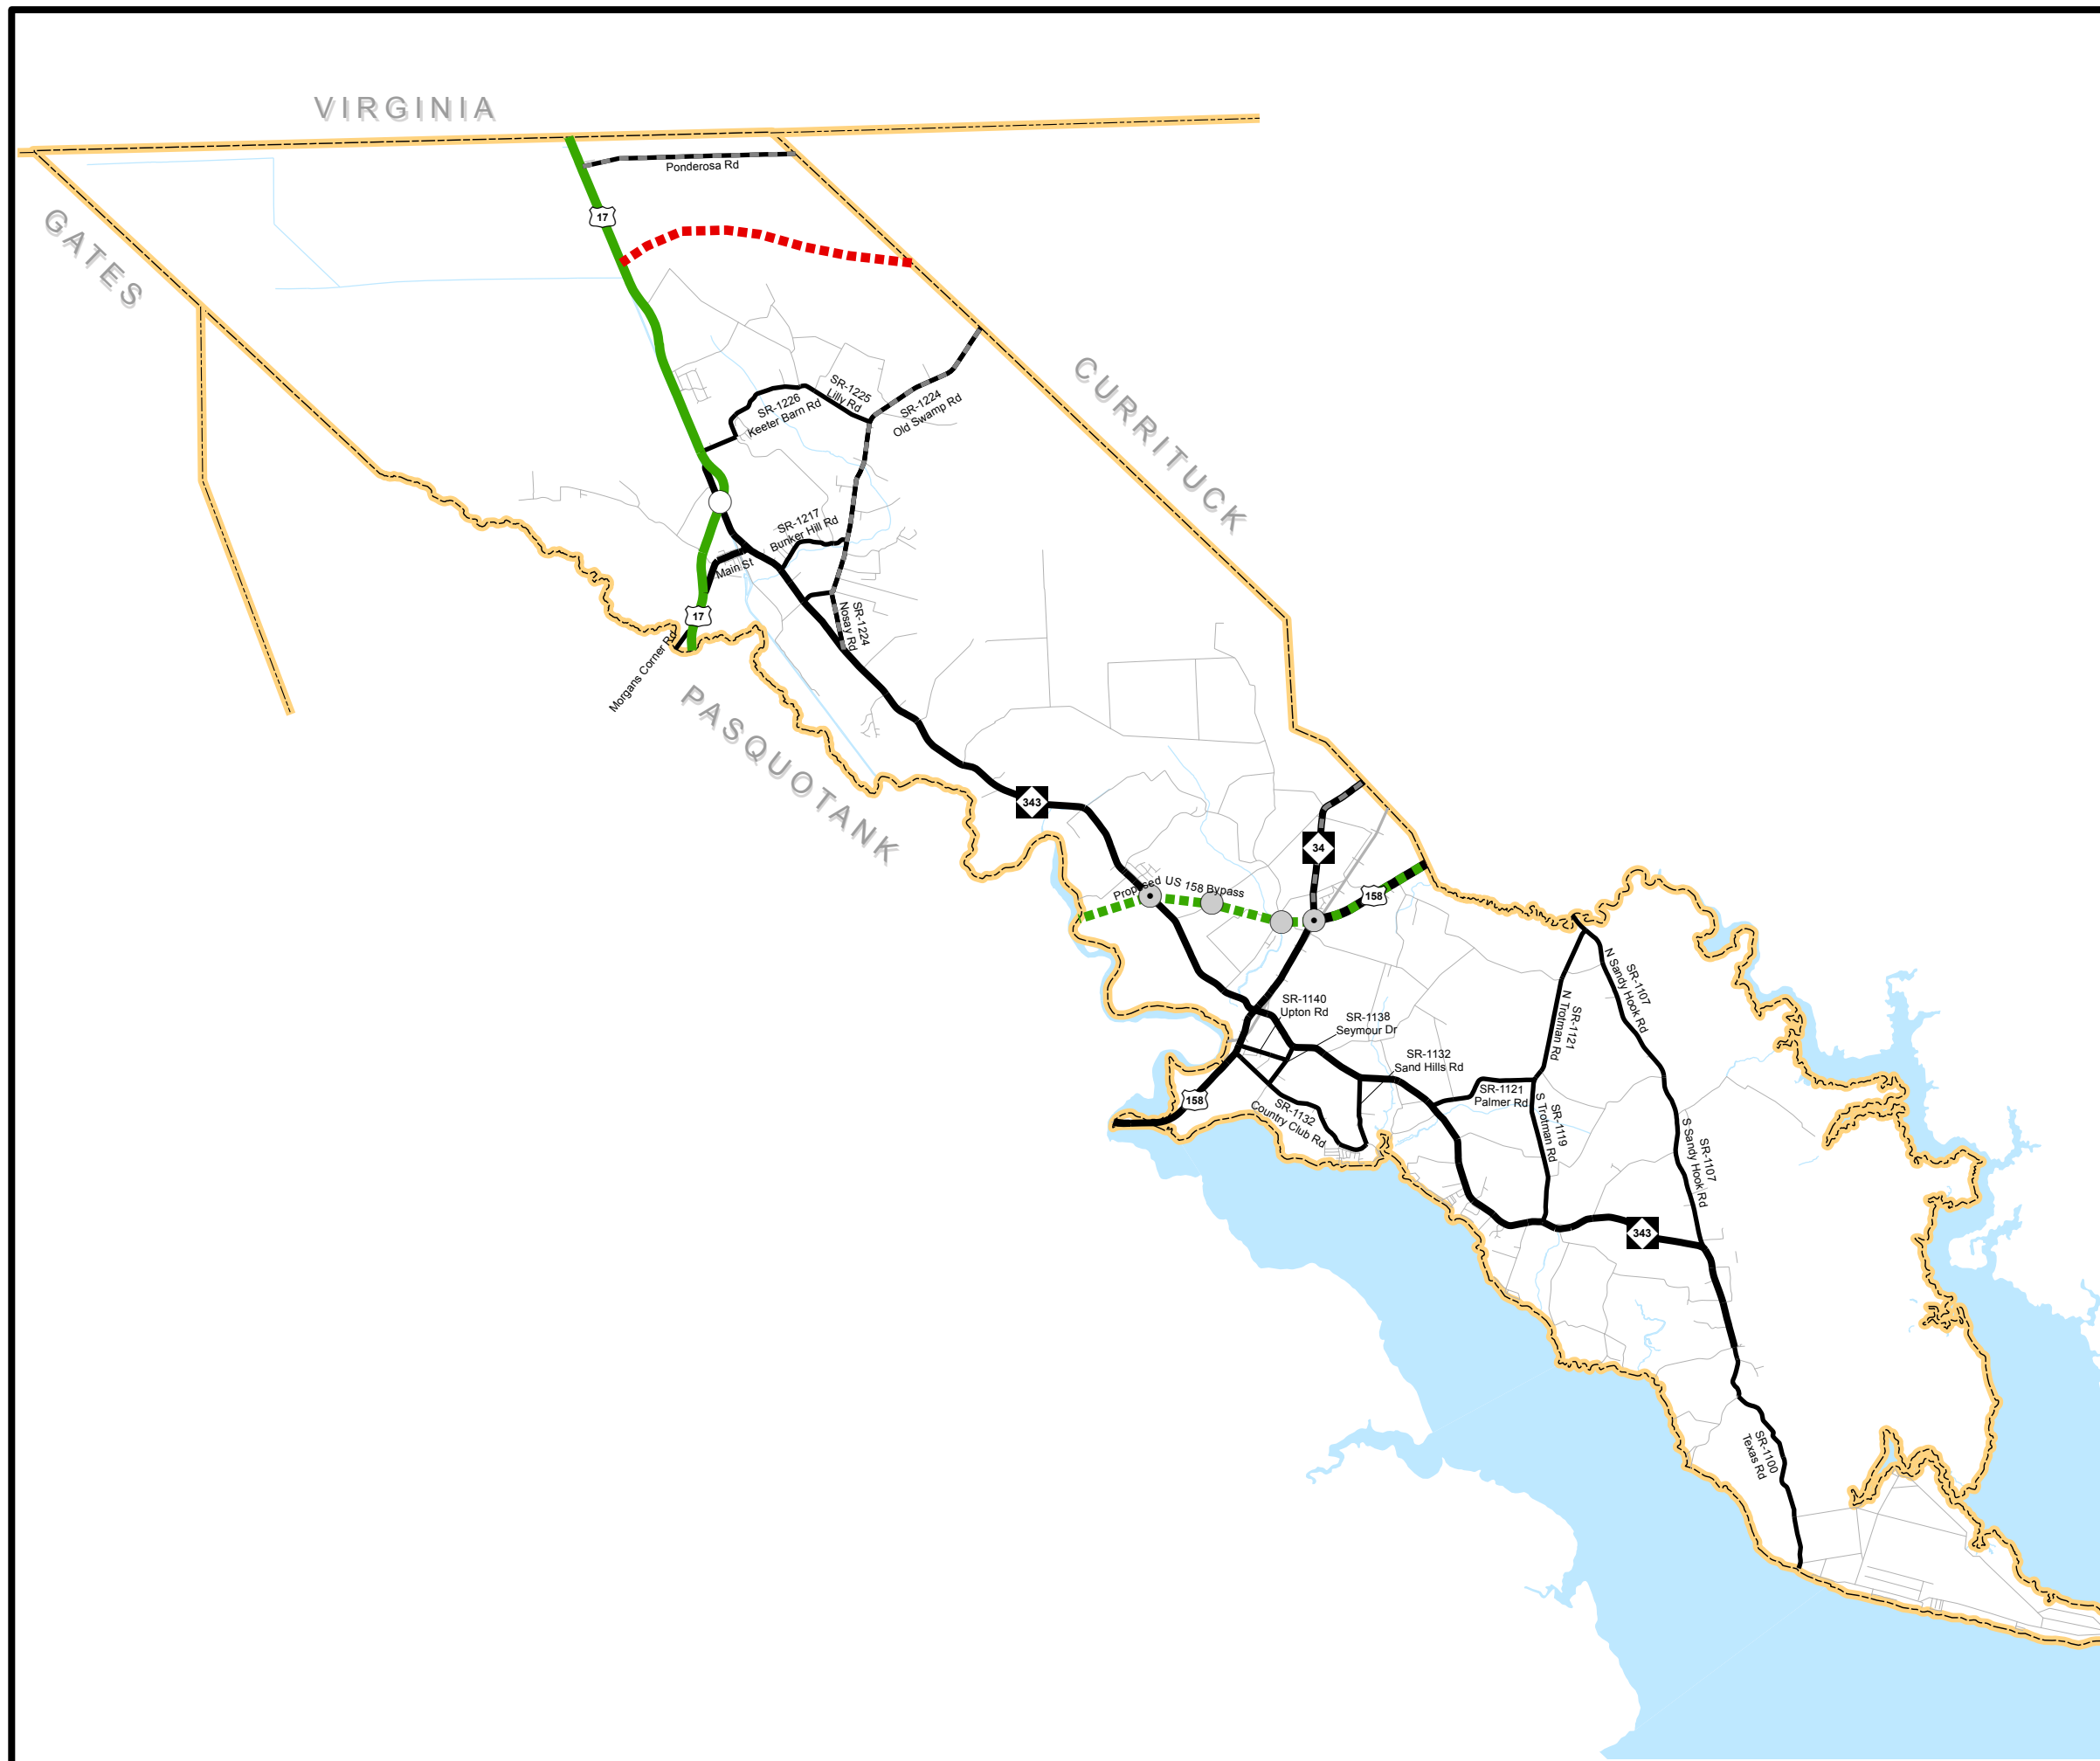 VIRGINIA
Ponderosa Rd
GATES
17
CURRITUCK
SR-1225
Lilly Rd
SR-1226
Keeter Barn Rd
SR-1224
Old Swamp Rd
SR-1217
Bunker Hill Rd
Main St
17
SR-1224
Nosay Rd
Morgans Corner Rd
PASQUOTANK
343
34
Proposed US 158 Bypass
158
SR-1107
N Sandy Hook Rd
SR-1121
N Trotman Rd
SR-1140
Upton Rd
SR-1138
Seymour Dr
SR-1132
Sand Hills Rd
158
SR-1132
Country Club Rd
SR-1121
Palmer Rd
SR-1119
S Trotman Rd
SR-1107
S Sandy Hook Rd
343
SR-1100
Texas Rd